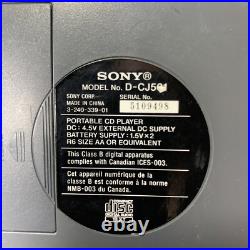 SONY®
MODEL No. D-CJ501
SONY CORP.
SERIAL No.
MADE IN CHINA
5109498
3-240-339-01
PORTABLE CD PLAYER
DC: 4.5V EXTERNAL DC SUPPLY
BATTERY SUPPLY: 1.5V×2
R6 SIZE AA OR EQUIVALENT
This Class B digital apparatus
complies with Canadian ICES-003.
Cet appareil numérique de la
classe B est conforme à la norme
NMB-003 du Canada.
COMPACT
disc
DIGITAL AUDIO